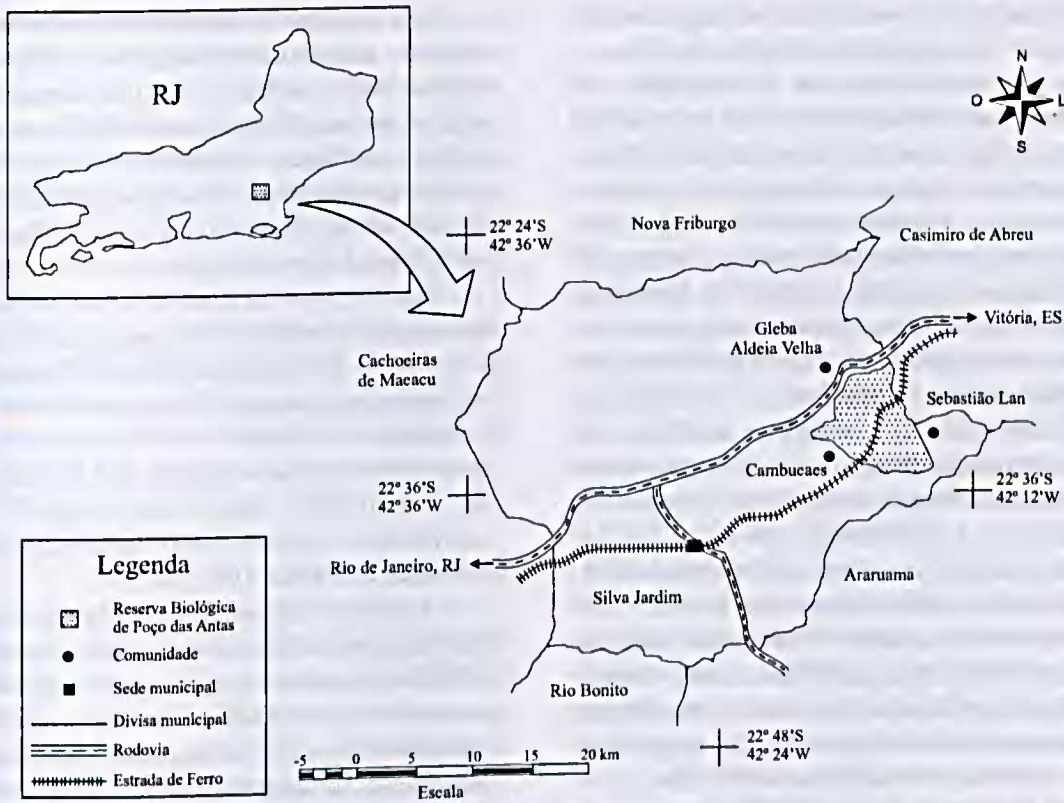 RJ
N
O
L
S
22° 24'S
42° 36'W
Nova Friburgo
Casimiro de Abreu
Gleba
Aldeia Velha
Vitória, ES
Cachoeiras
de Macacu
Sebastião Lan
Cambucaes
22° 36'S
42° 36'W
22° 36'S
42° 12'W
Rio de Janeiro, RJ
Silva Jardim
Araruama
Rio Bonito
22° 48'S
42° 24'W
Legenda
Reserva Biológica
de Poço das Antas
Comunidade
Sede municipal
Divisa municipal
Rodovia
Estrada de Ferro
-5 0 5 10 15 20 km
Escala